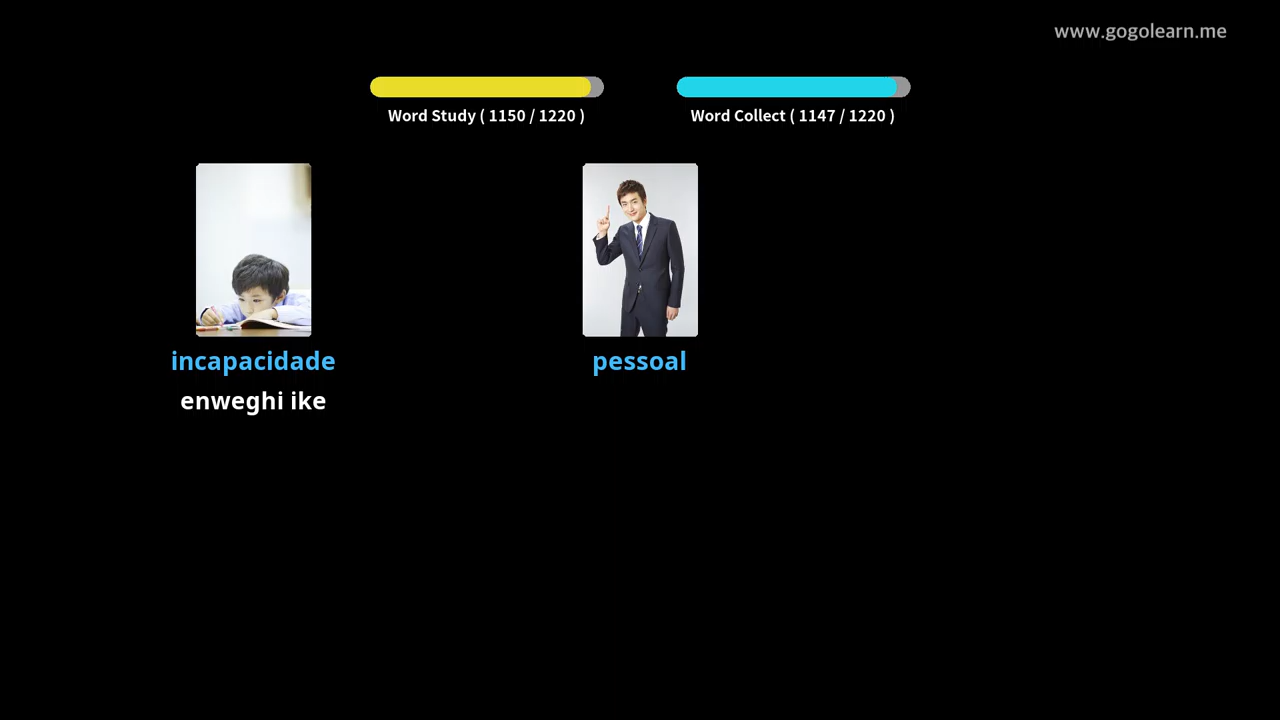 www.gogolearn.me
Word Study ( 1150 / 1220 )
Word Collect ( 1147 / 1220 )
incapacidade
pessoal
enweghi ike